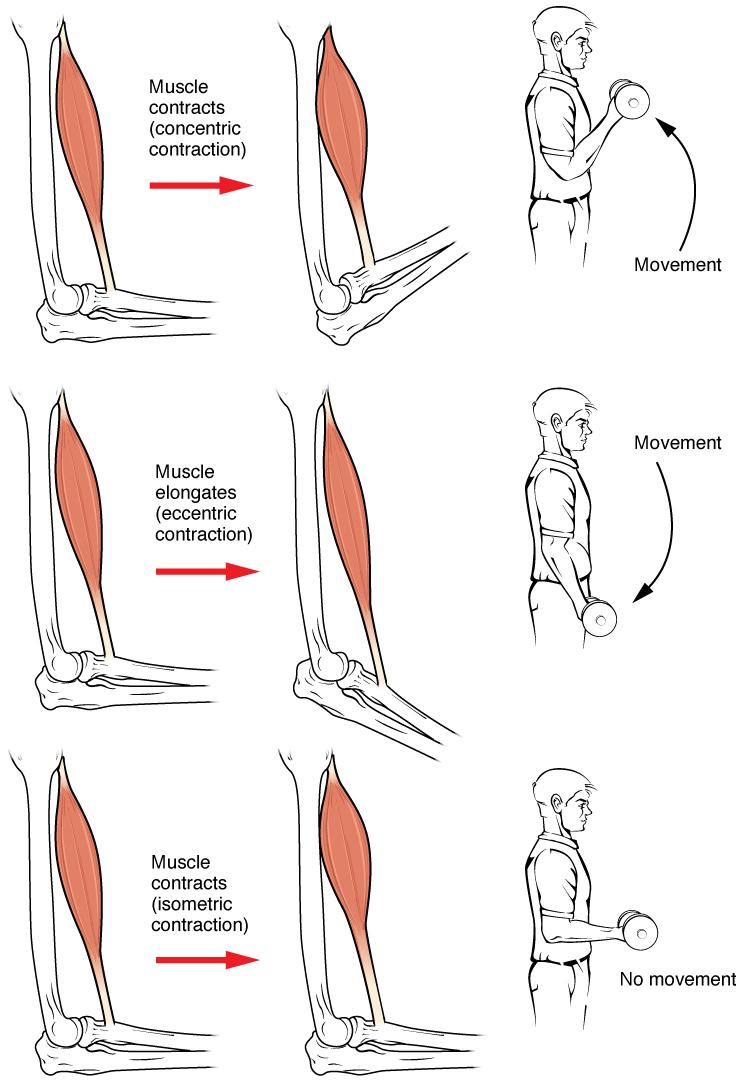 Muscle
contracts
(concentric
contraction)
Movement
Movement
Muscle
elongates
(eccentric
contraction)
Muscle
contracts
(isometric
contraction)
No movement